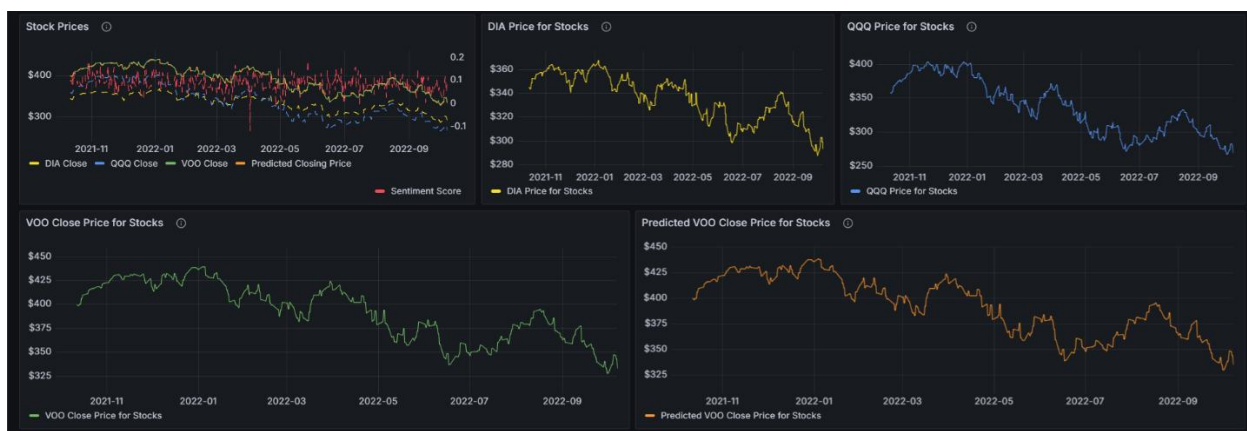 Stock Prices
$400
$300
0.2
0.1
0
-0.1
2021-11 2022-01 2022-03 2022-05 2022-07 2022-09
DIA Close QQQ Close VOO Close Predicted Closing Price
Sentiment Score
DIA Price for Stocks
$360
$340
$320
$300
$280
2021-11 2022-01 2022-03 2022-05 2022-07 2022-09
DIA Price for Stocks
QQQ Price for Stocks
$400
$350
$300
$250
2021-11 2022-01 2022-03 2022-05 2022-07 2022-09
QQQ Price for Stocks
VOO Close Price for Stocks
$450
$425
$400
$375
$350
$325
2021-11 2022-01 2022-03 2022-05 2022-07 2022-09
VOO Close Price for Stocks
Predicted VOO Close Price for Stocks
$450
$425
$400
$375
$350
$325
2021-11 2022-01 2022-03 2022-05 2022-07 2022-09
Predicted VOO Close Price for Stocks